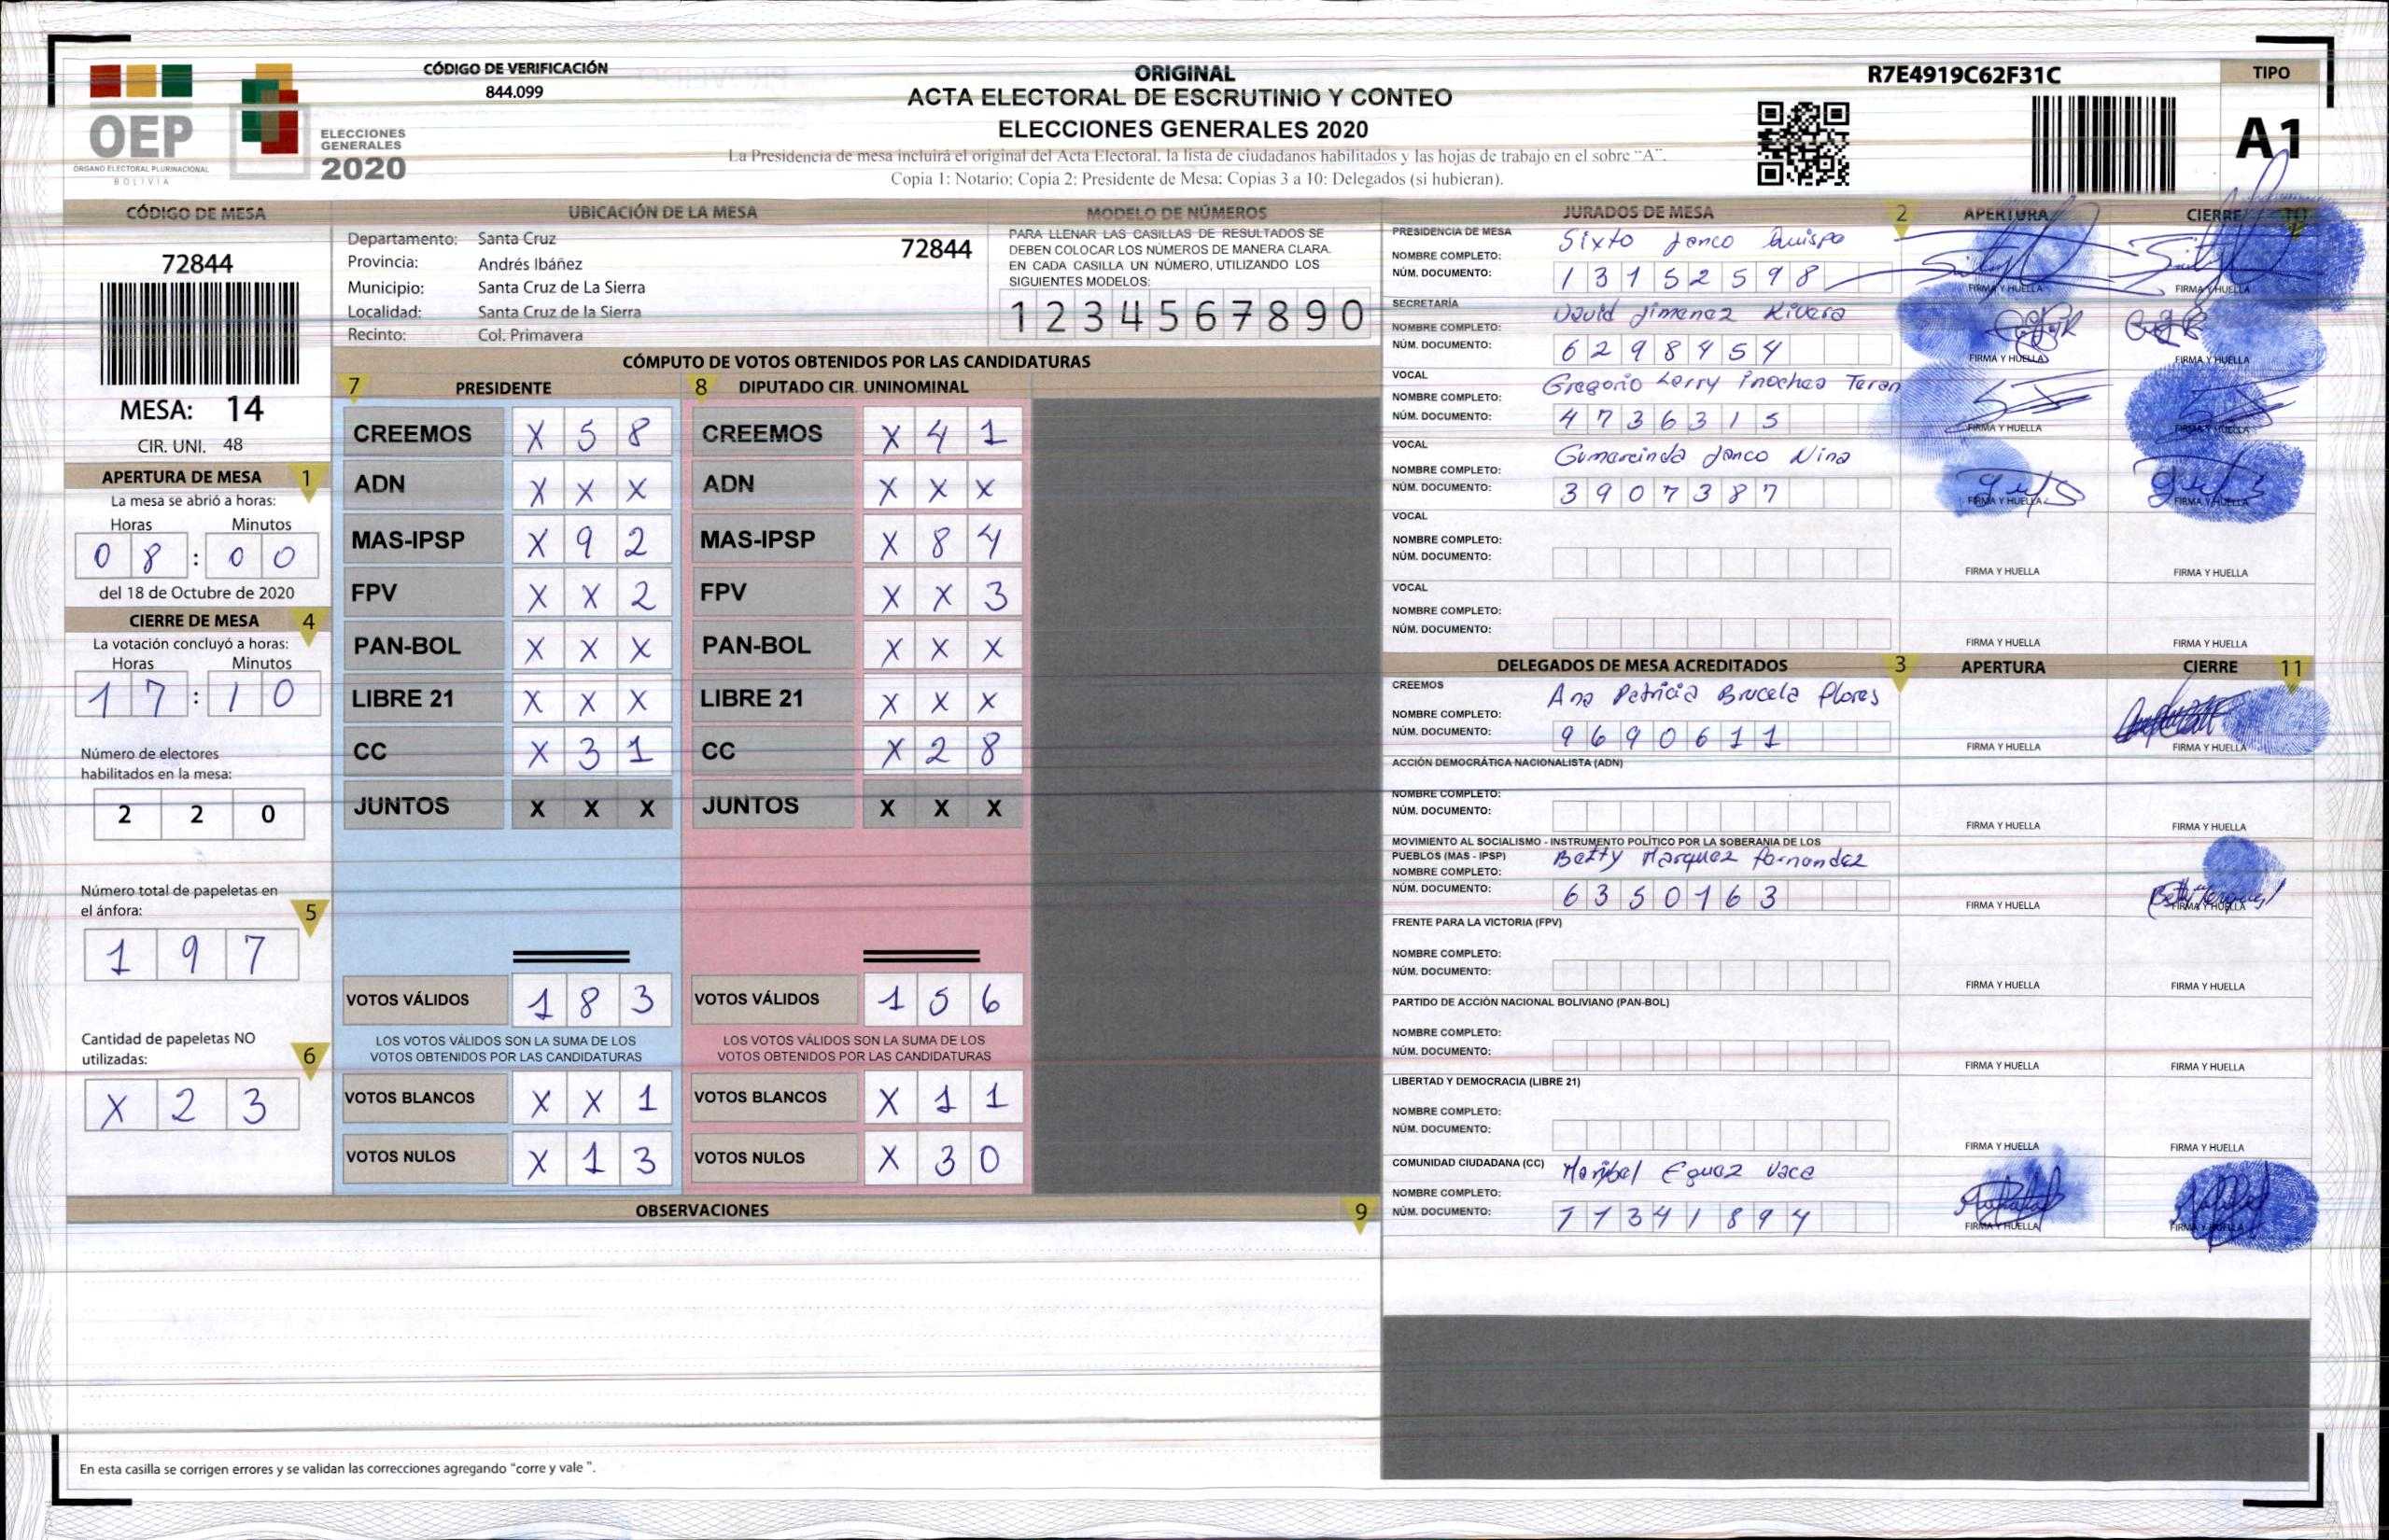 CÓDIGO DE VERIFICACIÓN
844.099
OEP
ÓRGANO ELECTORAL PLURINACIONAL
BOLIVIA
ELECCIONES
GENERALES
2020
ORIGINAL
ACTA ELECTORAL DE ESCRUTINIO Y CONTEO
ELECCIONES GENERALES 2020
La Presidencia de mesa incluirá el original del Acta Electoral, la lista de ciudadanos habilitados y las hojas de trabajo en el sobre "A".
Copia 1: Notario; Copia 2: Presidente de Mesa; Copias 3 a 10: Delegados (si hubieran).
R7E4919C62F31C
TIPO
A1
CÓDIGO DE MESA
72844
MESA: 14
CIR. UNI. 48
APERTURA DE MESA 1
La mesa se abrió a horas:
Horas Minutos
0 8 : 0 0
del 18 de Octubre de 2020
CIERRE DE MESA 4
La votación concluyó a horas:
Horas Minutos
1 7 : 1 0
Número de electores
habilitados en la mesa:
2 2 0
Número total de papeletas en
el ánfora: 5
1 9 7
Cantidad de papeletas NO
utilizadas: 6
X 2 3
UBICACIÓN DE LA MESA
Departamento: Santa Cruz
72844
Provincia: Andrés Ibáñez
Municipio: Santa Cruz de La Sierra
Localidad: Santa Cruz de la Sierra
Recinto: Col. Primavera
MODELO DE NÚMEROS
PARA LLENAR LAS CASILLAS DE RESULTADOS SE
DEBEN COLOCAR LOS NÚMEROS DE MANERA CLARA.
EN CADA CASILLA UN NÚMERO, UTILIZANDO LOS
SIGUIENTES MODELOS:
1 2 3 4 5 6 7 8 9 0
CÓMPUTO DE VOTOS OBTENIDOS POR LAS CANDIDATURAS
7 PRESIDENTE
CREEMOS X 5 8
ADN X X X
MAS-IPSP X 9 2
FPV X X 2
PAN-BOL X X X
LIBRE 21 X X X
CC X 3 1
JUNTOS X X X
VOTOS VÁLIDOS 1 8 3
LOS VOTOS VÁLIDOS SON LA SUMA DE LOS
VOTOS OBTENIDOS POR LAS CANDIDATURAS
VOTOS BLANCOS X X 1
VOTOS NULOS X 1 3
8 DIPUTADO CIR. UNINOMINAL
CREEMOS X 4 1
ADN X X X
MAS-IPSP X 8 4
FPV X X 3
PAN-BOL X X X
LIBRE 21 X X X
CC X 2 8
JUNTOS X X X
VOTOS VÁLIDOS 1 5 6
LOS VOTOS VÁLIDOS SON LA SUMA DE LOS
VOTOS OBTENIDOS POR LAS CANDIDATURAS
VOTOS BLANCOS X 1 1
VOTOS NULOS X 3 0
OBSERVACIONES 9
En esta casilla se corrigen errores y se validan las correcciones agregando "corre y vale ".
JURADOS DE MESA 2 APERTURA CIERRE 10
PRESIDENCIA DE MESA
NOMBRE COMPLETO: Sixto Janco Quispe
NÚM. DOCUMENTO: 1 3 1 5 2 5 9 8
FIRMA Y HUELLA FIRMA Y HUELLA
SECRETARÍA
NOMBRE COMPLETO: David Jimenez Rivera
NÚM. DOCUMENTO: 6 2 9 8 4 5 4
FIRMA Y HUELLA FIRMA Y HUELLA
VOCAL
NOMBRE COMPLETO: Gregorio Lerry Inochea Teran
NÚM. DOCUMENTO: 4 7 3 6 3 1 5
FIRMA Y HUELLA FIRMA Y HUELLA
VOCAL
NOMBRE COMPLETO: Gumarcinda Janco Nina
NÚM. DOCUMENTO: 3 9 0 7 3 8 7
FIRMA Y HUELLA FIRMA Y HUELLA
VOCAL
NOMBRE COMPLETO:
NÚM. DOCUMENTO:
FIRMA Y HUELLA FIRMA Y HUELLA
VOCAL
NOMBRE COMPLETO:
NÚM. DOCUMENTO:
FIRMA Y HUELLA FIRMA Y HUELLA
DELEGADOS DE MESA ACREDITADOS 3 APERTURA CIERRE 11
CREEMOS
NOMBRE COMPLETO: Ana Patricia Brucela Flores
NÚM. DOCUMENTO: 9 6 9 0 6 1 1
FIRMA Y HUELLA FIRMA Y HUELLA
ACCIÓN DEMOCRÁTICA NACIONALISTA (ADN)
NOMBRE COMPLETO:
NÚM. DOCUMENTO:
FIRMA Y HUELLA FIRMA Y HUELLA
MOVIMIENTO AL SOCIALISMO - INSTRUMENTO POLÍTICO POR LA SOBERANIA DE LOS
PUEBLOS (MAS - IPSP)
NOMBRE COMPLETO: Betty Marquez Fernandez
NÚM. DOCUMENTO: 6 3 5 0 1 6 3
FIRMA Y HUELLA FIRMA Y HUELLA
FRENTE PARA LA VICTORIA (FPV)
NOMBRE COMPLETO:
NÚM. DOCUMENTO:
FIRMA Y HUELLA FIRMA Y HUELLA
PARTIDO DE ACCIÓN NACIONAL BOLIVIANO (PAN-BOL)
NOMBRE COMPLETO:
NÚM. DOCUMENTO:
FIRMA Y HUELLA FIRMA Y HUELLA
LIBERTAD Y DEMOCRACIA (LIBRE 21)
NOMBRE COMPLETO:
NÚM. DOCUMENTO:
FIRMA Y HUELLA FIRMA Y HUELLA
COMUNIDAD CIUDADANA (CC)
NOMBRE COMPLETO: Maribel Eguez Vaca
NÚM. DOCUMENTO: 1 1 3 4 1 8 9 4
FIRMA Y HUELLA FIRMA Y HUELLA